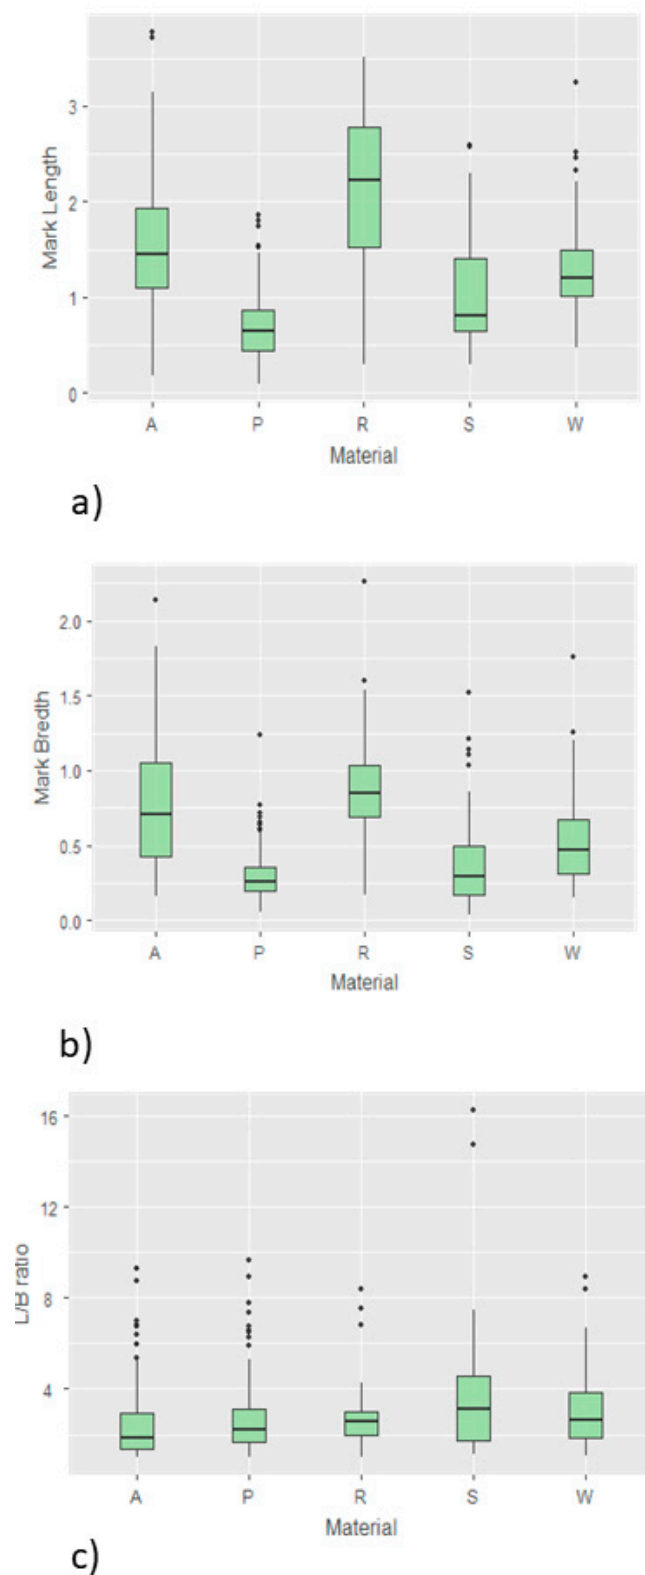 3
2
1
0
Mark Length
A P R S W
Material
a)
2.0
1.5
1.0
0.5
0.0
Mark Bredth
A P R S W
Material
b)
16
12
8
4
L/B ratio
A P R S W
Material
c)